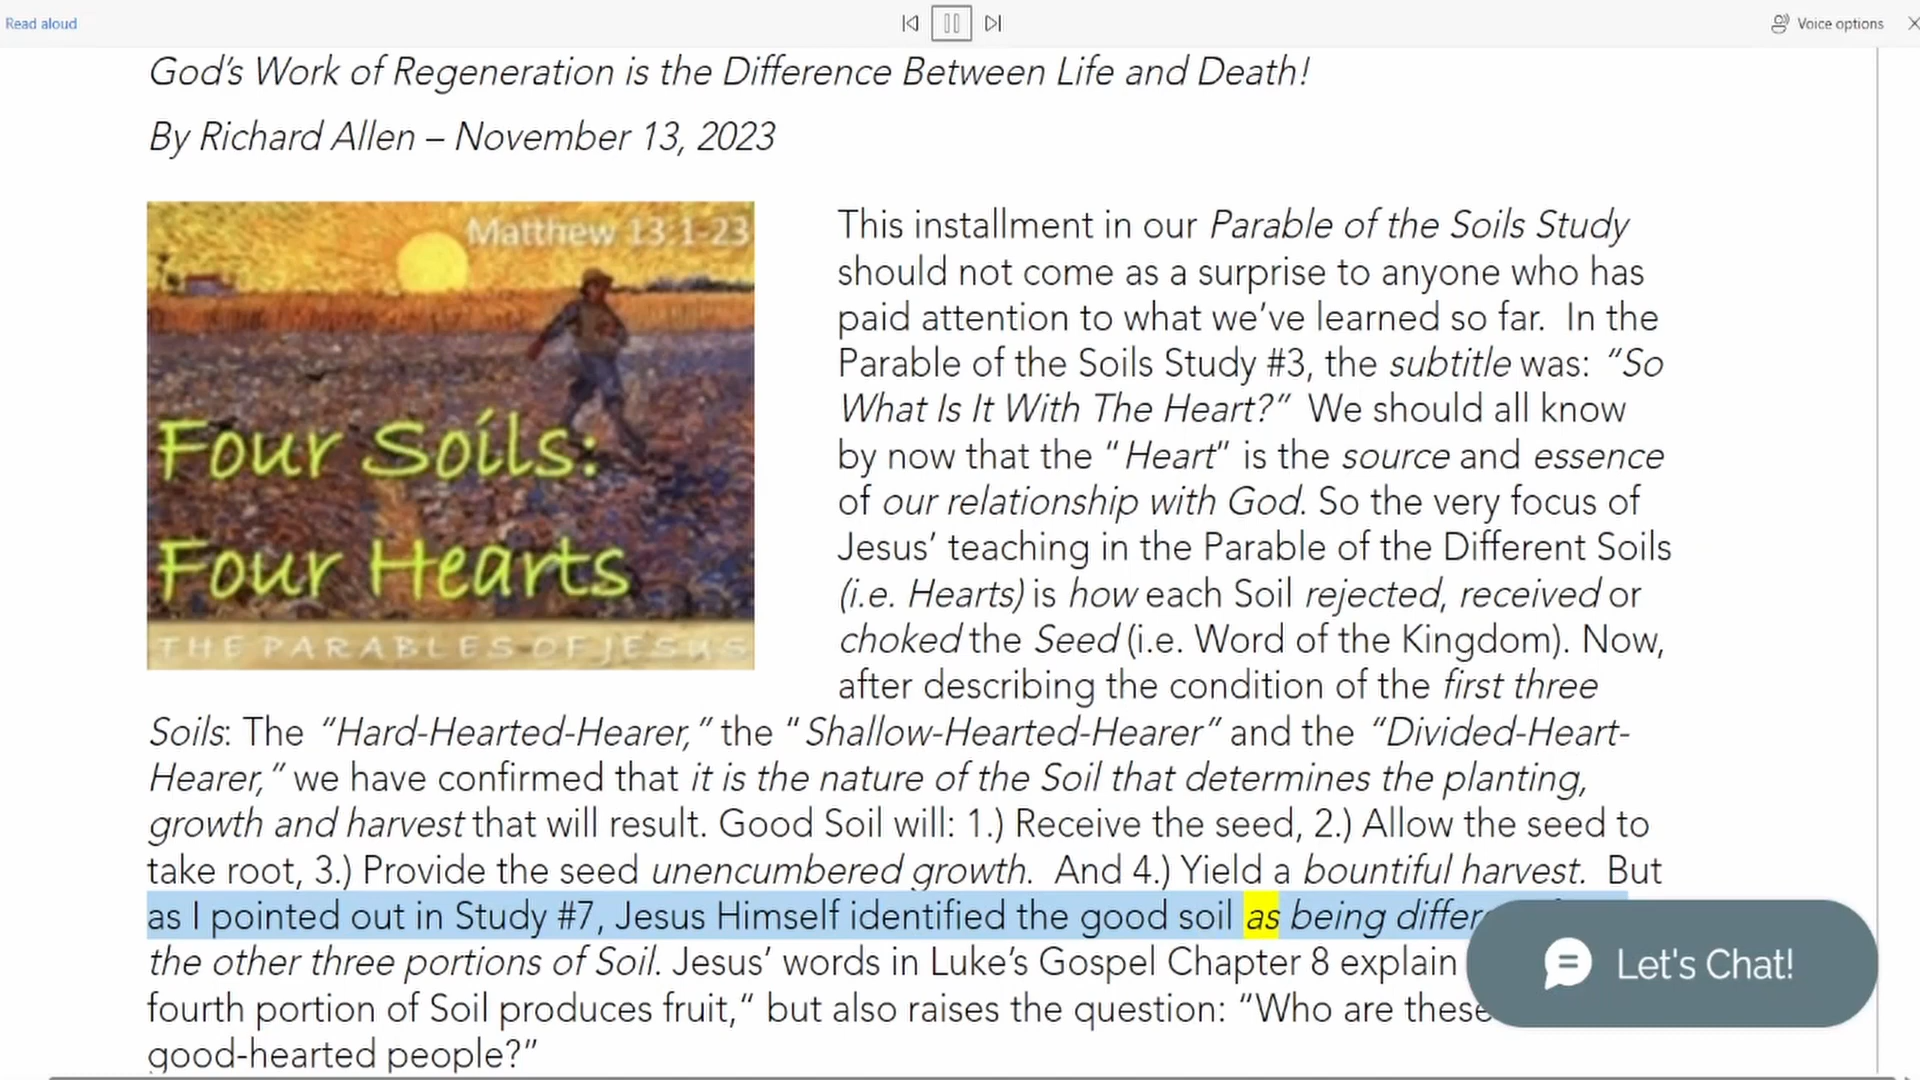 Read aloud
Voice options
God's Work of Regeneration is the Difference Between Life and Death!
By Richard Allen – November 13, 2023
Matthew 13:1-23
Four Soils:
Four Hearts
THE PARABLES OF JESUS
This installment in our Parable of the Soils Study
should not come as a surprise to anyone who has
paid attention to what we've learned so far. In the
Parable of the Soils Study #3, the subtitle was: "So
What Is It With The Heart?" We should all know
by now that the "Heart" is the source and essence
of our relationship with God. So the very focus of
Jesus' teaching in the Parable of the Different Soils
(i.e. Hearts) is how each Soil rejected, received or
choked the Seed (i.e. Word of the Kingdom). Now,
after describing the condition of the first three
Soils: The "Hard-Hearted-Hearer," the "Shallow-Hearted-Hearer" and the "Divided-Heart-
Hearer," we have confirmed that it is the nature of the Soil that determines the planting,
growth and harvest that will result. Good Soil will: 1.) Receive the seed, 2.) Allow the seed to
take root, 3.) Provide the seed unencumbered growth. And 4.) Yield a bountiful harvest. But
as I pointed out in Study #7, Jesus Himself identified the good soil as being
the other three portions of Soil. Jesus' words in Luke's Gospel Chapter 8 explain
fourth portion of Soil produces fruit," but also raises the question: "Who are these
good-hearted people?"
Let's Chat!